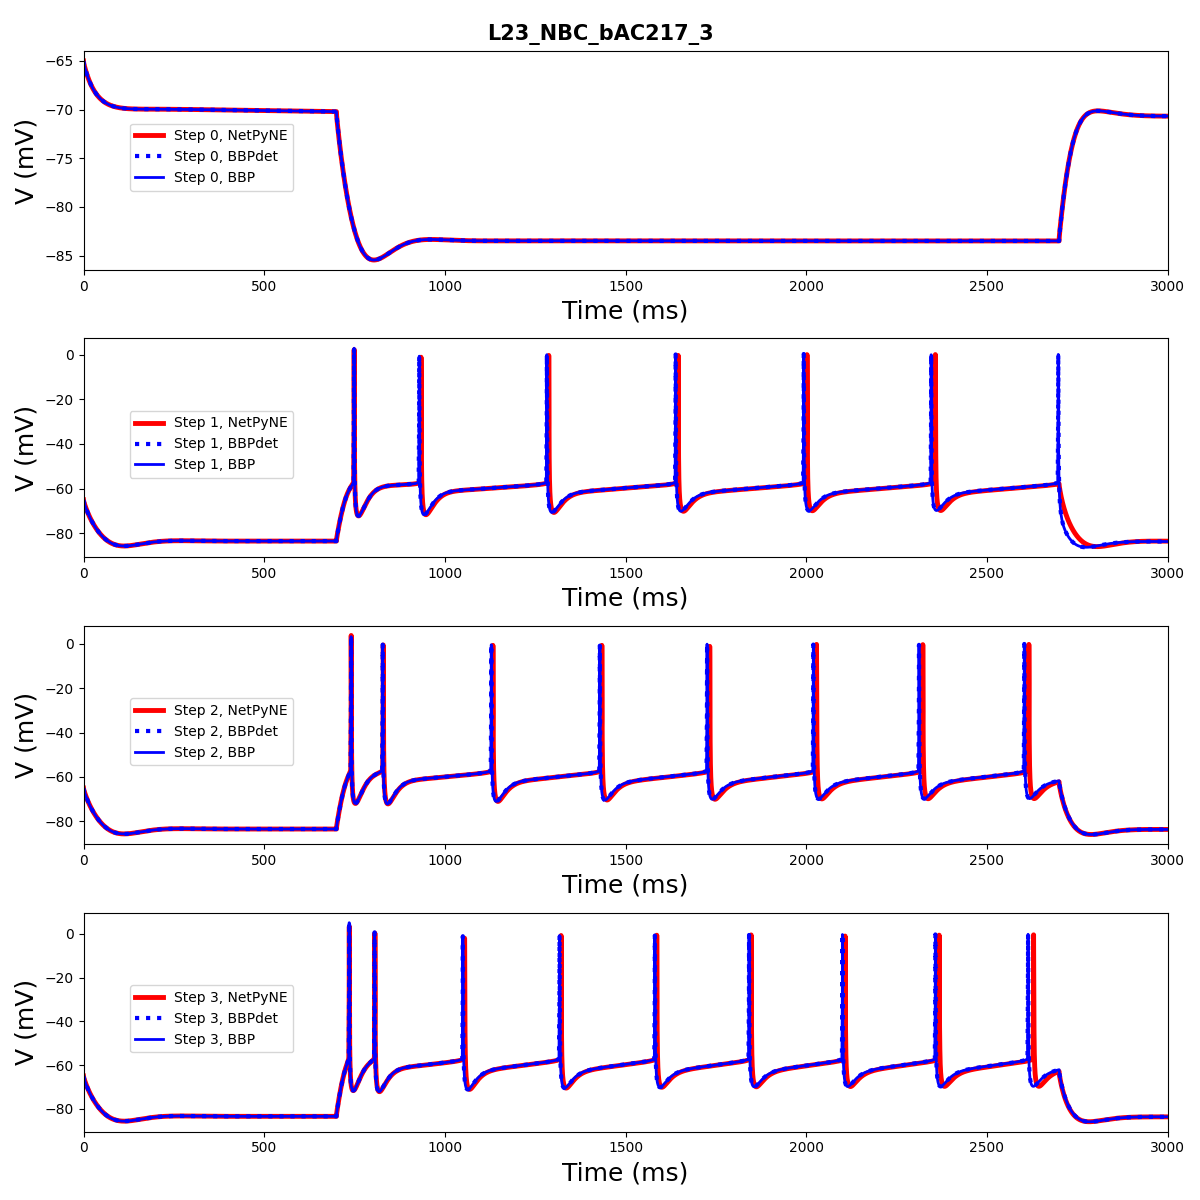 L23_NBC_bAC217_3
−65
−70
−75
−80
−85
V (mV)
Step 0, NetPyNE
Step 0, BBPdet
Step 0, BBP
0 500 1000 1500 2000 2500 3000
Time (ms)
0
−20
−40
−60
−80
V (mV)
Step 1, NetPyNE
Step 1, BBPdet
Step 1, BBP
0 500 1000 1500 2000 2500 3000
Time (ms)
0
−20
−40
−60
−80
V (mV)
Step 2, NetPyNE
Step 2, BBPdet
Step 2, BBP
0 500 1000 1500 2000 2500 3000
Time (ms)
0
−20
−40
−60
−80
V (mV)
Step 3, NetPyNE
Step 3, BBPdet
Step 3, BBP
0 500 1000 1500 2000 2500 3000
Time (ms)